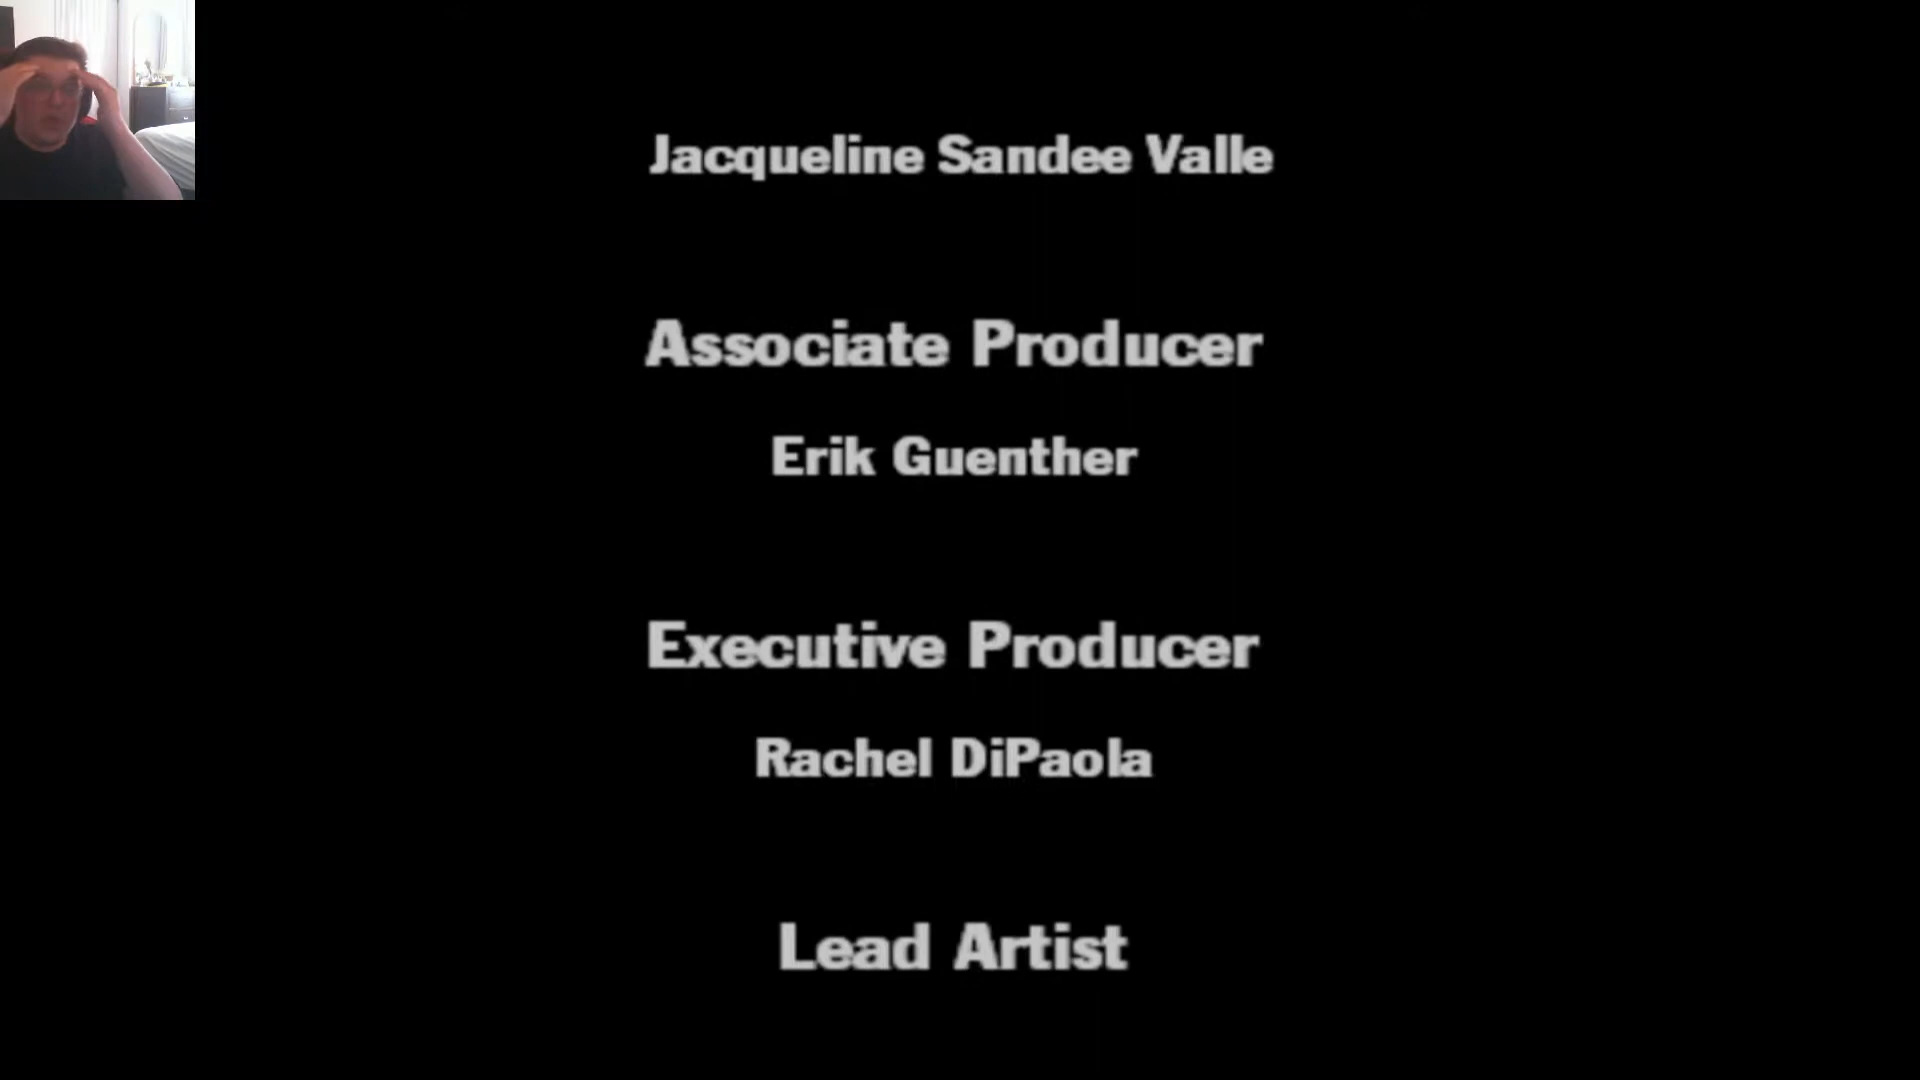 Jacqueline Sandee Valle
Associate Producer
Erik Guenther
Executive Producer
Rachel DiPaola
Lead Artist